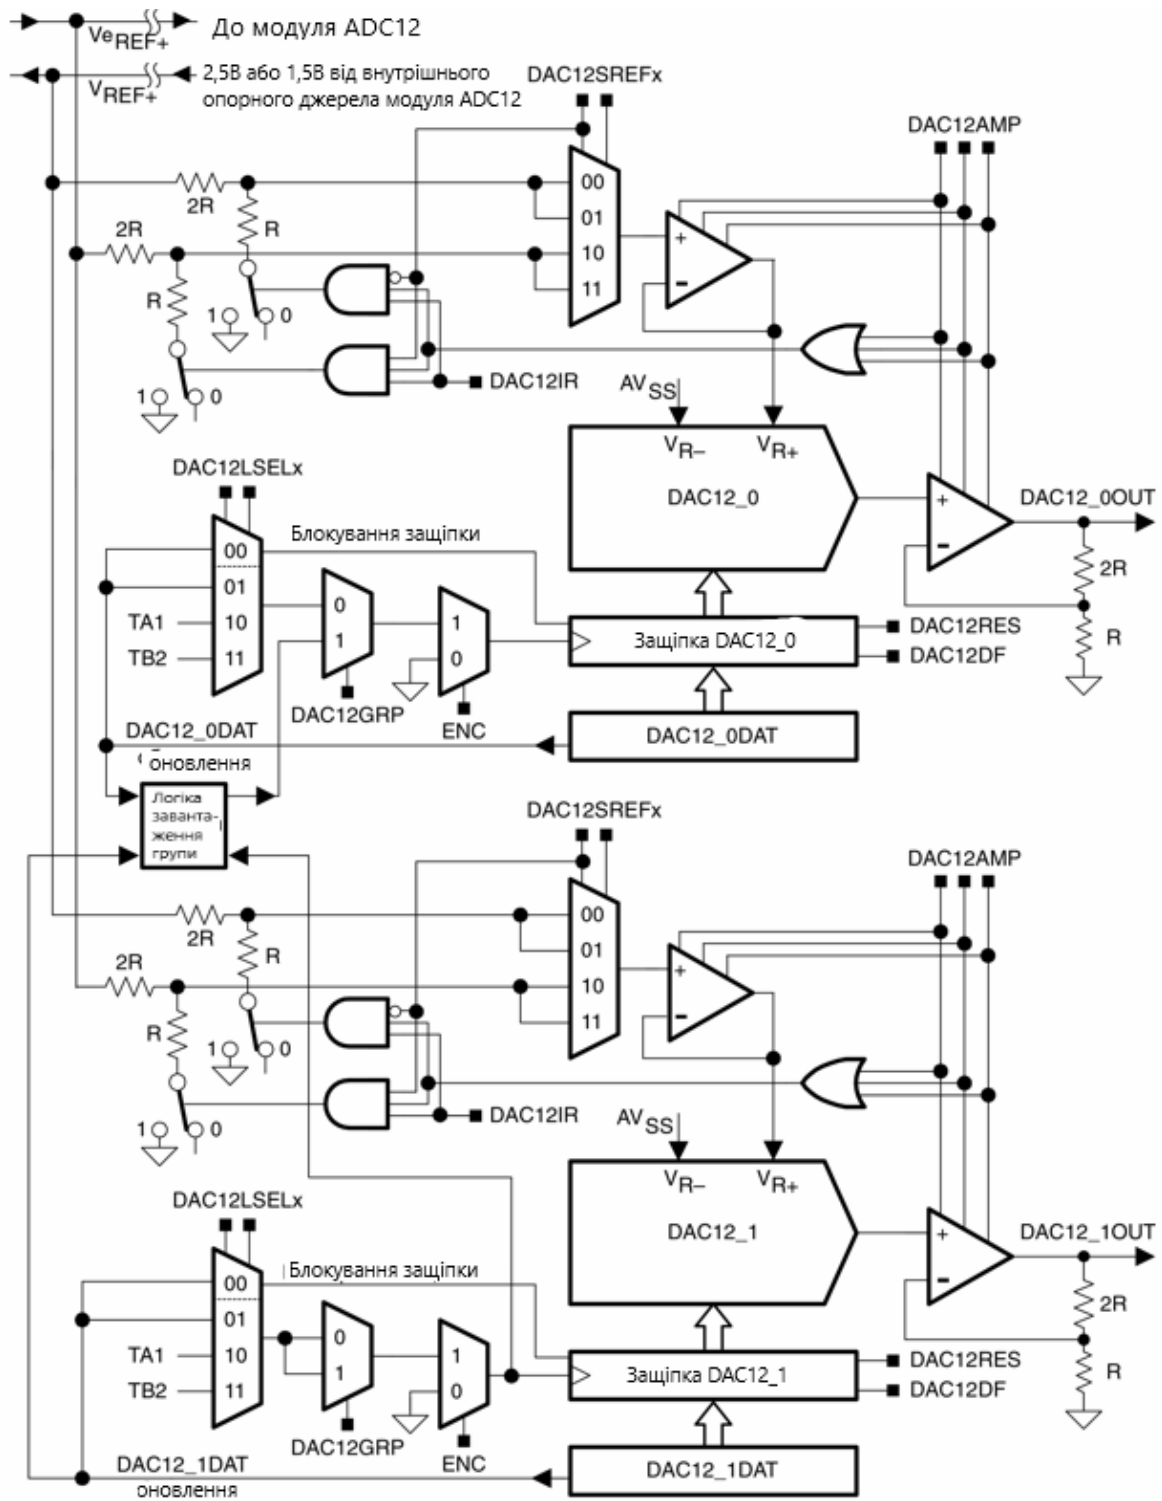 VeREF+
До модуля ADC12
VREF+
2,5В або 1,5В від внутрішнього
опорного джерела модуля ADC12
DAC12SREFx
DAC12AMP
2R
R
00
01
10
11
+
−
2R
R
1 0
1 0
DAC12IR
AVSS
VR−
VR+
DAC12_0
+
−
DAC12_0OUT
2R
R
DAC12LSELx
Блокування защіпки
00
01
TA1 10
TB2 11
0
1
1
0
DAC12GRP
ENC
Защіпка DAC12_0
DAC12RES
DAC12DF
DAC12_0DAT
DAC12_0DAT
оновлення
Логіка
заванта-
ження
групи
DAC12SREFx
DAC12AMP
2R
R
00
01
10
11
+
−
2R
R
1 0
1 0
DAC12IR
AVSS
VR−
VR+
DAC12_1
+
−
DAC12_1OUT
2R
R
DAC12LSELx
Блокування защіпки
00
01
TA1 10
TB2 11
0
1
1
0
DAC12GRP
ENC
Защіпка DAC12_1
DAC12RES
DAC12DF
DAC12_1DAT
DAC12_1DAT
оновлення